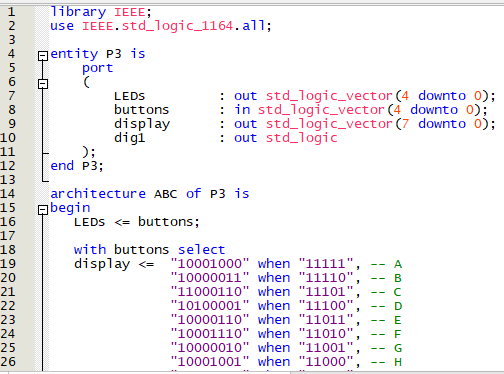 1 library IEEE;
2 use IEEE.std_logic_1164.all;
3
4 entity P3 is
5 port
6 (
7 LEDs : out std_logic_vector(4 downto 0);
8 buttons : in std_logic_vector(4 downto 0);
9 display : out std_logic_vector(7 downto 0);
10 dig1 : out std_logic
11 );
12 end P3;
13
14 architecture ABC of P3 is
15 begin
16 LEDs <= buttons;
17
18 with buttons select
19 display <= "10001000" when "11111", -- A
20 "10000011" when "11110", -- B
21 "11000110" when "11101", -- C
22 "10100001" when "11100", -- D
23 "10000110" when "11011", -- E
24 "10001110" when "11010", -- F
25 "10000010" when "11001", -- G
26 "10001001" when "11000", -- H